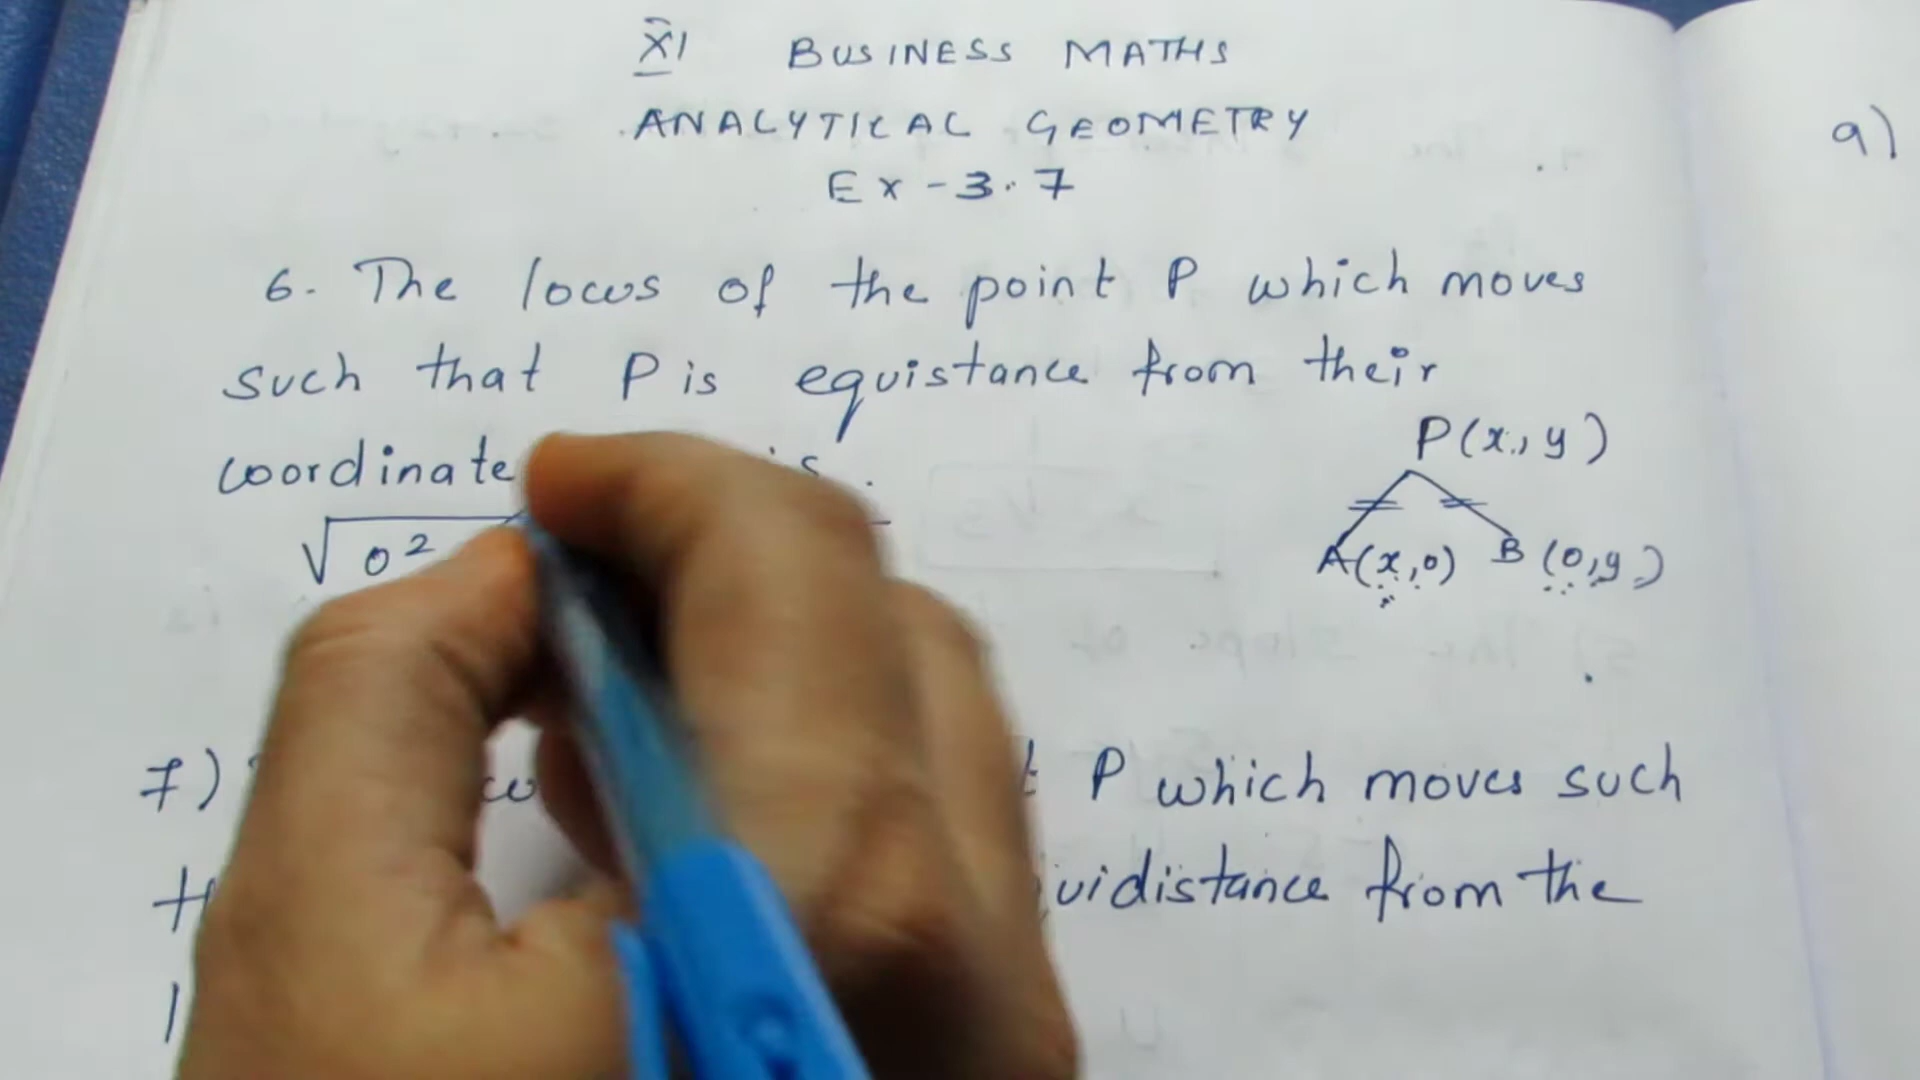 XI BUSINESS MATHS
ANALYTICAL GEOMETRY
Ex - 3.7
a)
6. The locus of the point P which moves
such that P is equistance from their
coordinate is
P(x, y)
√0²
A(x,0) B(0,y)
7) P which moves such
from the